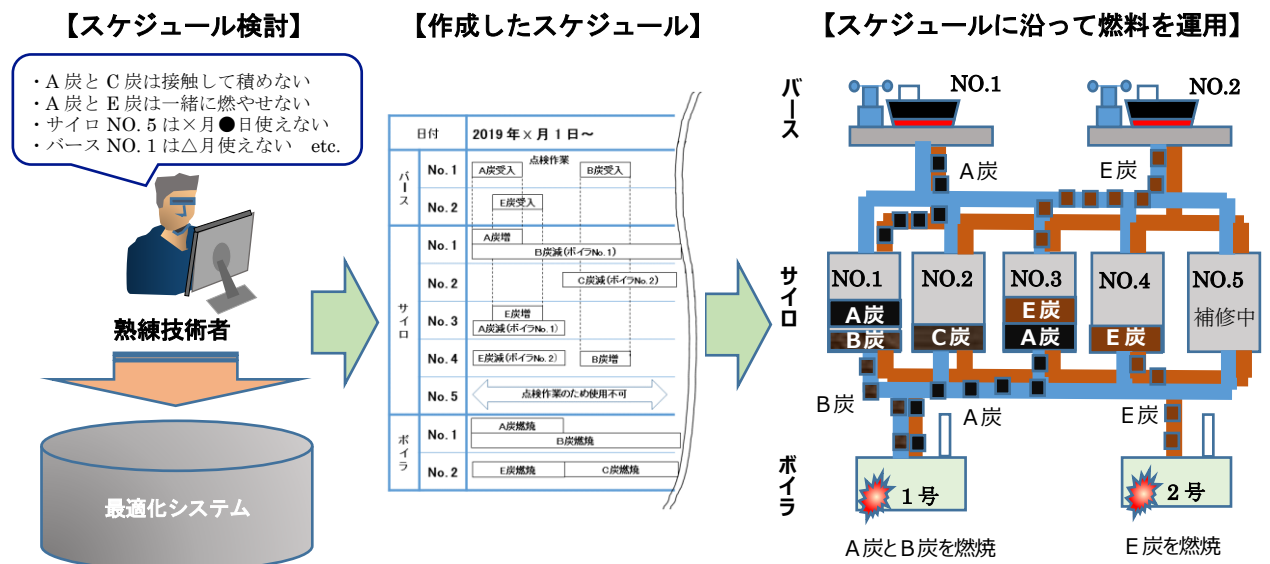 【スケジュール検討】
・A 炭と C 炭は接触して積めない
・A 炭と E 炭は一緒に燃やせない
・サイロ NO. 5 は×月●日使えない
・バース NO. 1 は△月使えない etc.
熟練技術者
最適化システム
【作成したスケジュール】
日付 2019 年 × 月 1 日～
バース
No. 1 A炭受入 点検作業 B炭受入
No. 2 E炭受入
サイロ
No. 1 A炭増
B炭減(ボイラNo. 1)
No. 2 C炭減(ボイラNo. 2)
No. 3 E炭増
A炭減(ボイラNo. 1)
No. 4 E炭減(ボイラNo. 2) B炭増
No. 5 点検作業のため使用不可
ボイラ
No. 1 A炭燃焼
B炭燃焼
No. 2 E炭燃焼 C炭燃焼
【スケジュールに沿って燃料を運用】
バース
NO.1 NO.2
A炭 E炭
サイロ
NO.1 NO.2 NO.3 NO.4 NO.5
A炭 E炭 補修中
B炭 C炭 A炭 E炭
B炭 A炭 E炭
ボイラ
1号 2号
A炭とB炭を燃焼 E炭を燃焼